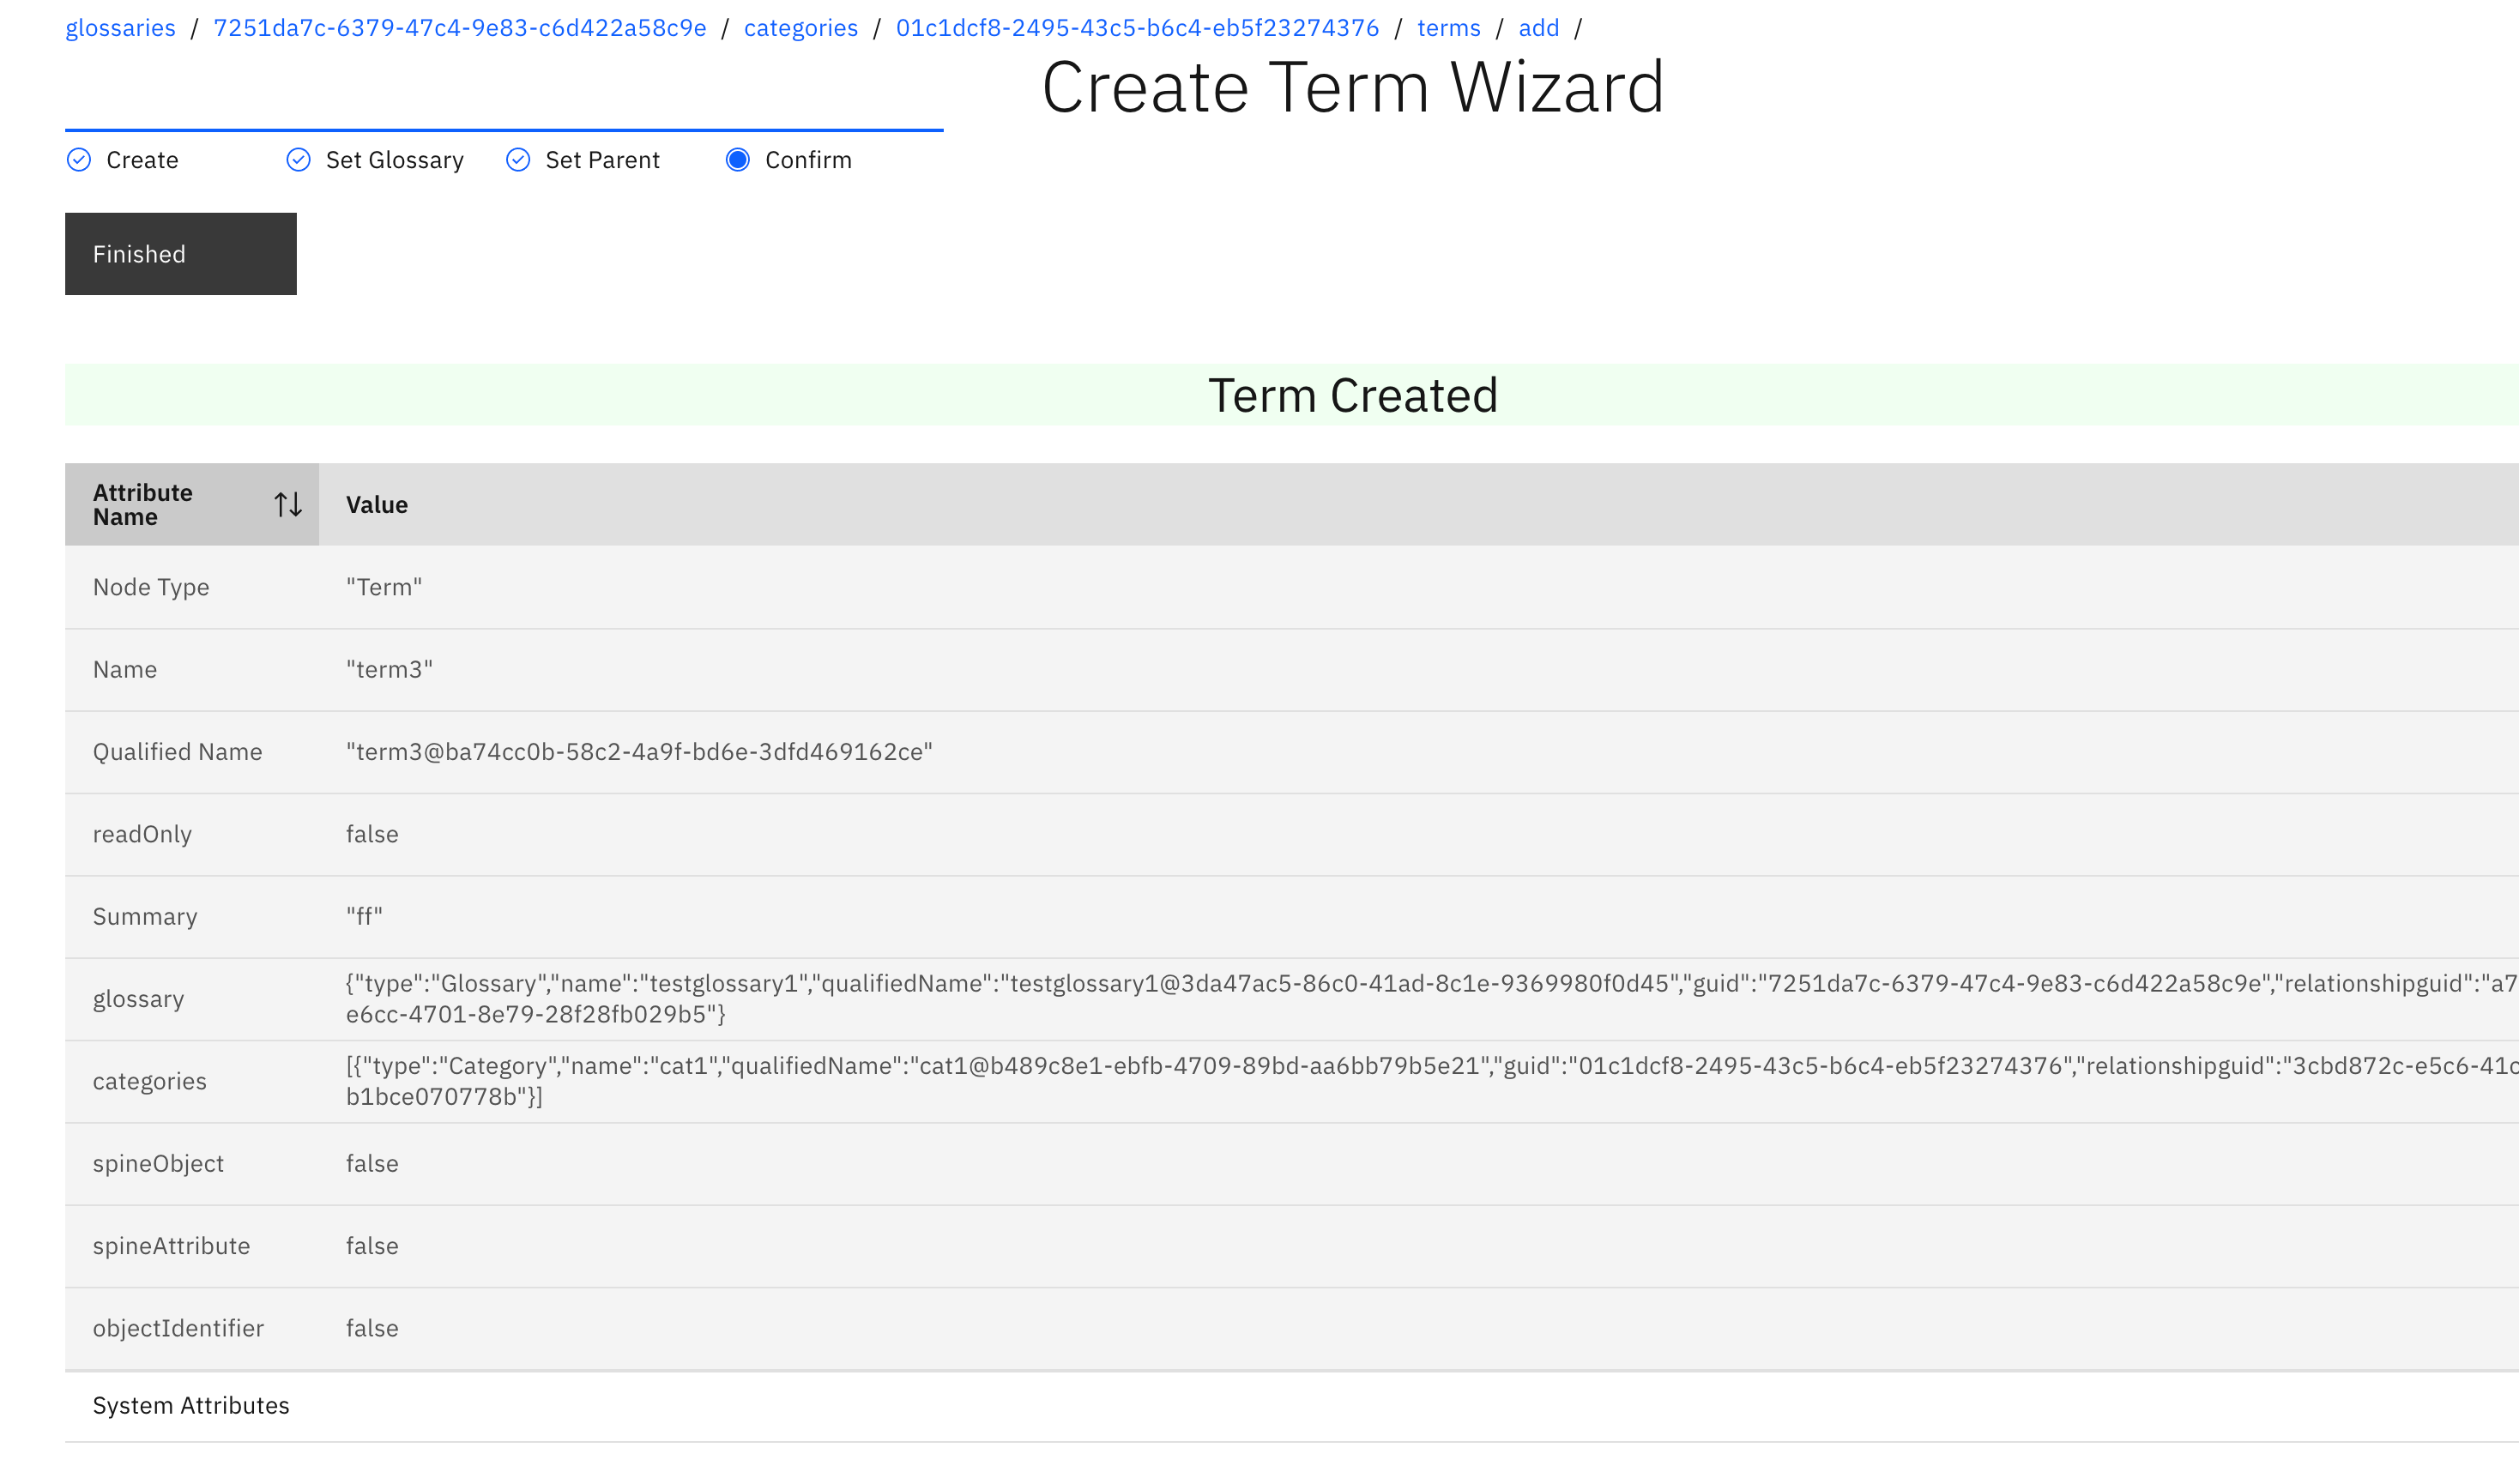 glossaries / 7251da7c-6379-47c4-9e83-c6d422a58c9e / categories / 01c1dcf8-2495-43c5-b6c4-eb5f23274376 / terms / add /
Create Term Wizard
Create Set Glossary Set Parent Confirm
Finished
Term Created
Attribute
Name
Value
Node Type "Term"
Name "term3"
Qualified Name "term3@ba74cc0b-58c2-4a9f-bd6e-3dfd469162ce"
readOnly false
Summary "ff"
glossary
{"type":"Glossary","name":"testglossary1","qualifiedName":"testglossary1@3da47ac5-86c0-41ad-8c1e-9369980f0d45","guid":"7251da7c-6379-47c4-9e83-c6d422a58c9e","relationshipguid":"a7
e6cc-4701-8e79-28f28fb029b5"}
categories
[{"type":"Category","name":"cat1","qualifiedName":"cat1@b489c8e1-ebfb-4709-89bd-aa6bb79b5e21","guid":"01c1dcf8-2495-43c5-b6c4-eb5f23274376","relationshipguid":"3cbd872c-e5c6-41c
b1bce070778b"}]
spineObject false
spineAttribute false
objectIdentifier false
System Attributes